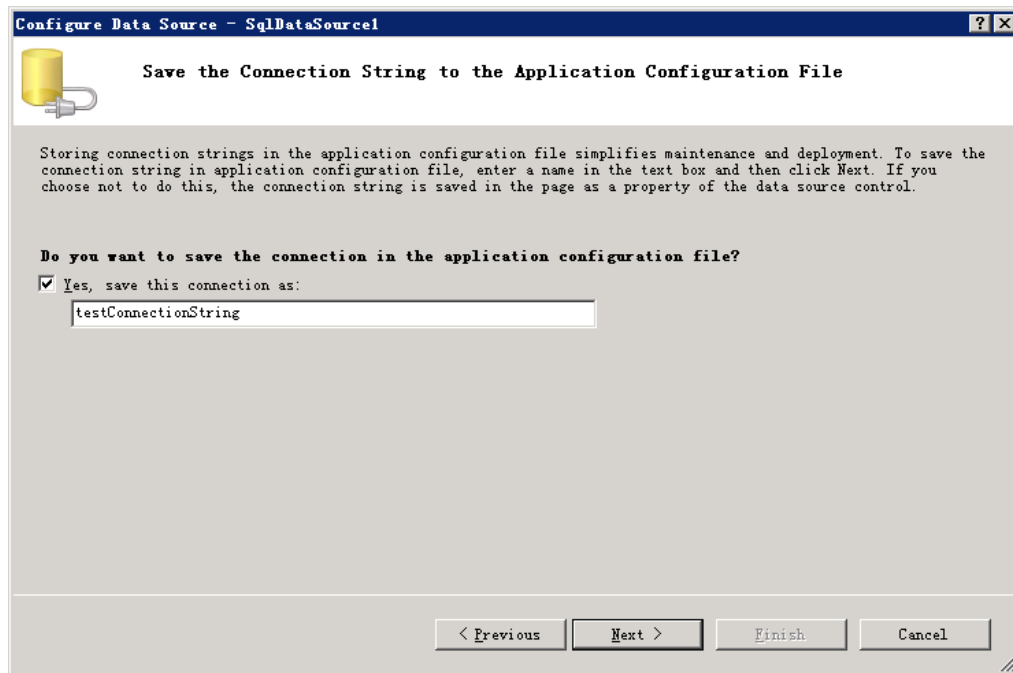 Configure Data Source - SqlDataSource1
Save the Connection String to the Application Configuration File
Storing connection strings in the application configuration file simplifies maintenance and deployment. To save the
connection string in application configuration file, enter a name in the text box and then click Next. If you
choose not to do this, the connection string is saved in the page as a property of the data source control.
Do you want to save the connection in the application configuration file?
Yes, save this connection as:
testConnectionString
< Previous Next > Finish Cancel